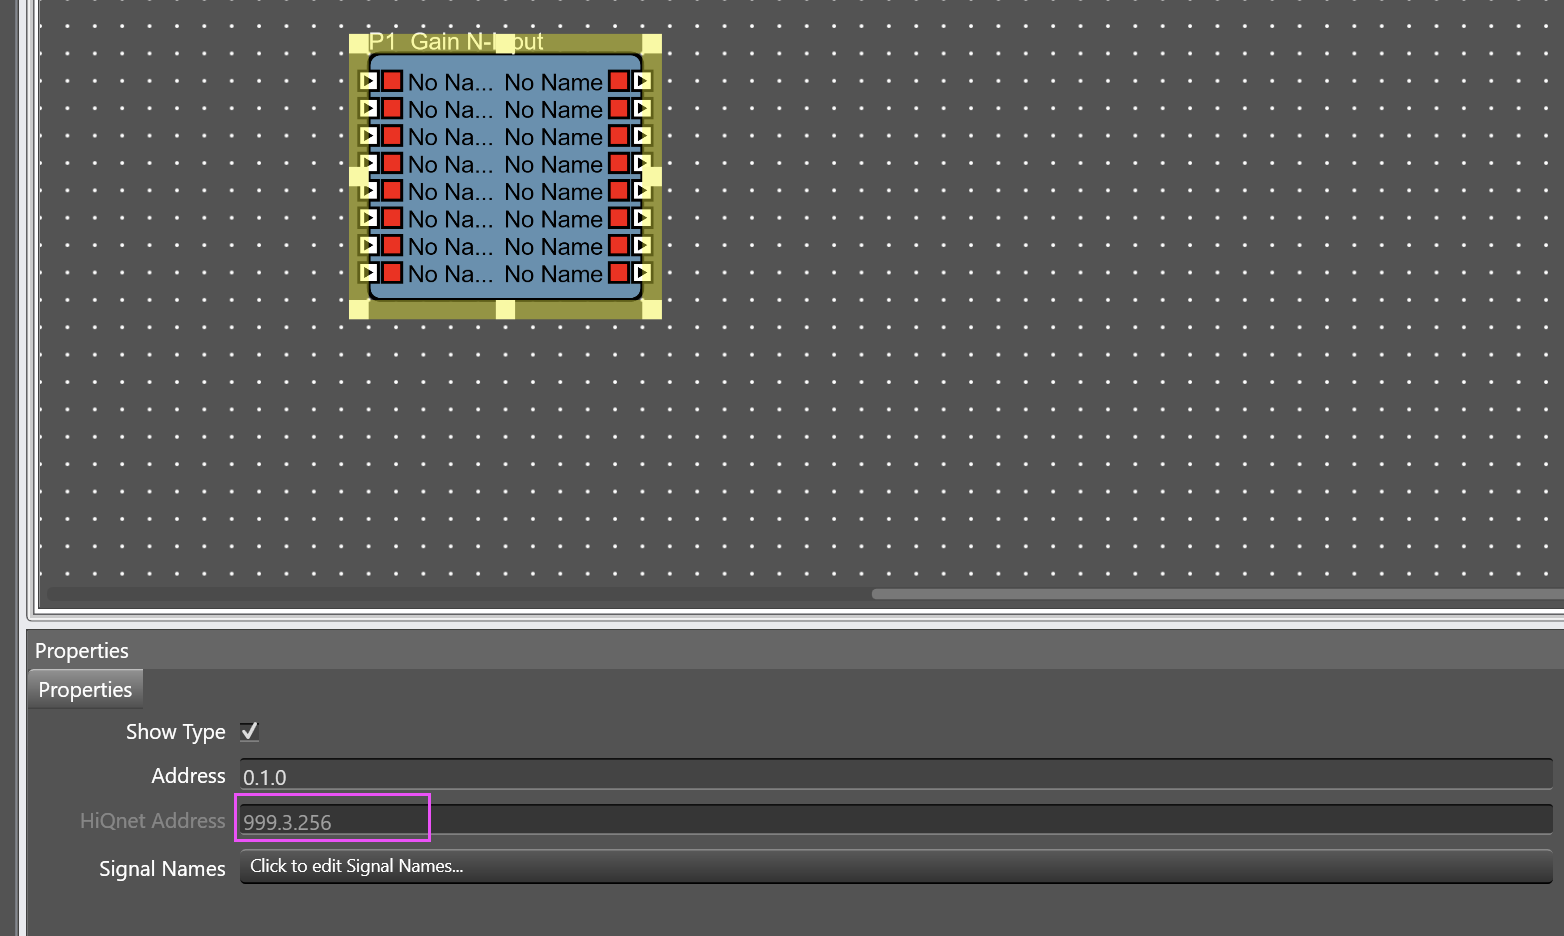 P1 Gain N-Input
No Na... No Name
No Na... No Name
No Na... No Name
No Na... No Name
No Na... No Name
No Na... No Name
No Na... No Name
No Na... No Name
Properties
Properties
Show Type
Address 0.1.0
HiQnet Address 999.3.256
Signal Names Click to edit Signal Names...